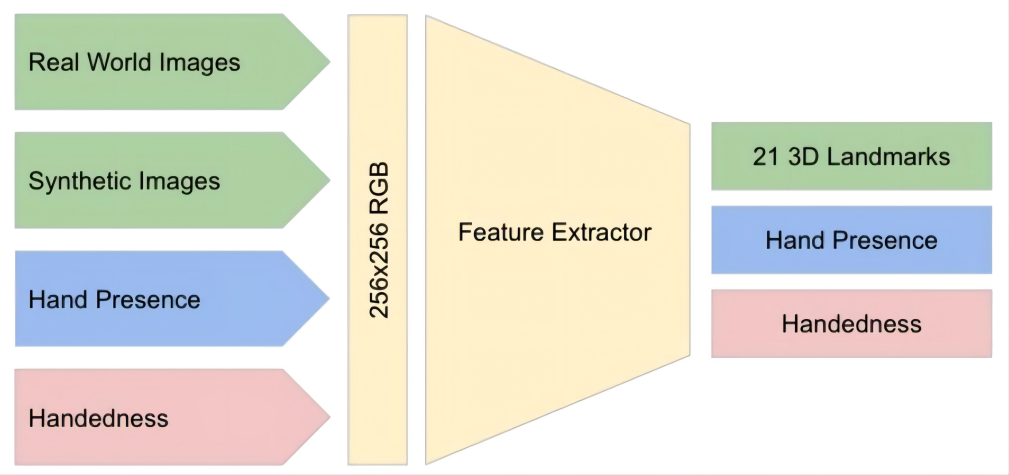 Real World Images
Synthetic Images
Hand Presence
Handedness
256x256 RGB
Feature Extractor
21 3D Landmarks
Hand Presence
Handedness